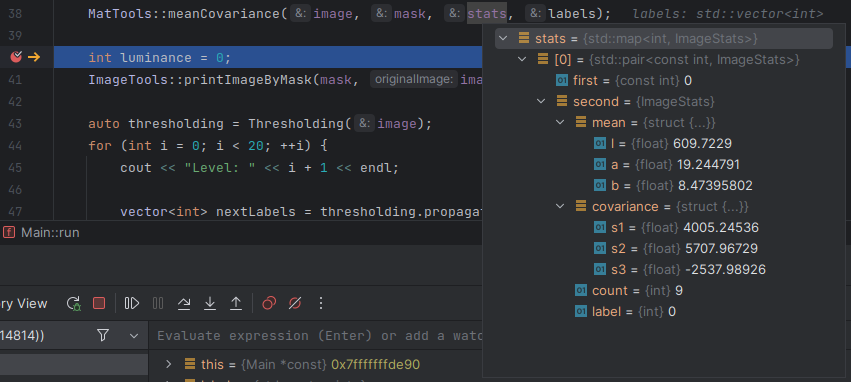 38 MatTools::meanCovariance(&: image, &: mask, &: stats, &: labels); labels: std::vector<int>
39
int luminance = 0;
41 ImageTools::printImageByMask(mask, originalImage: ima
42
43 auto thresholding = Thresholding(&: image);
44 for (int i = 0; i < 20; ++i) {
45 cout << "Level: " << i + 1 << endl;
46
47 vector<int> nextLabels = thresholding.propagat
stats = {std::map<int, ImageStats>}
[0] = {std::pair<const int, ImageStats>}
first = {const int} 0
second = {ImageStats}
mean = {struct {...}}
l = {float} 609.7229
a = {float} 19.244791
b = {float} 8.47395802
covariance = {struct {...}}
s1 = {float} 4005.24536
s2 = {float} 5707.96729
s3 = {float} -2537.98926
count = {int} 9
label = {int} 0
f Main::run
ry View
14814))
Evaluate expression (Enter) or add a watc
this = {Main *const} 0x7fffffffde90